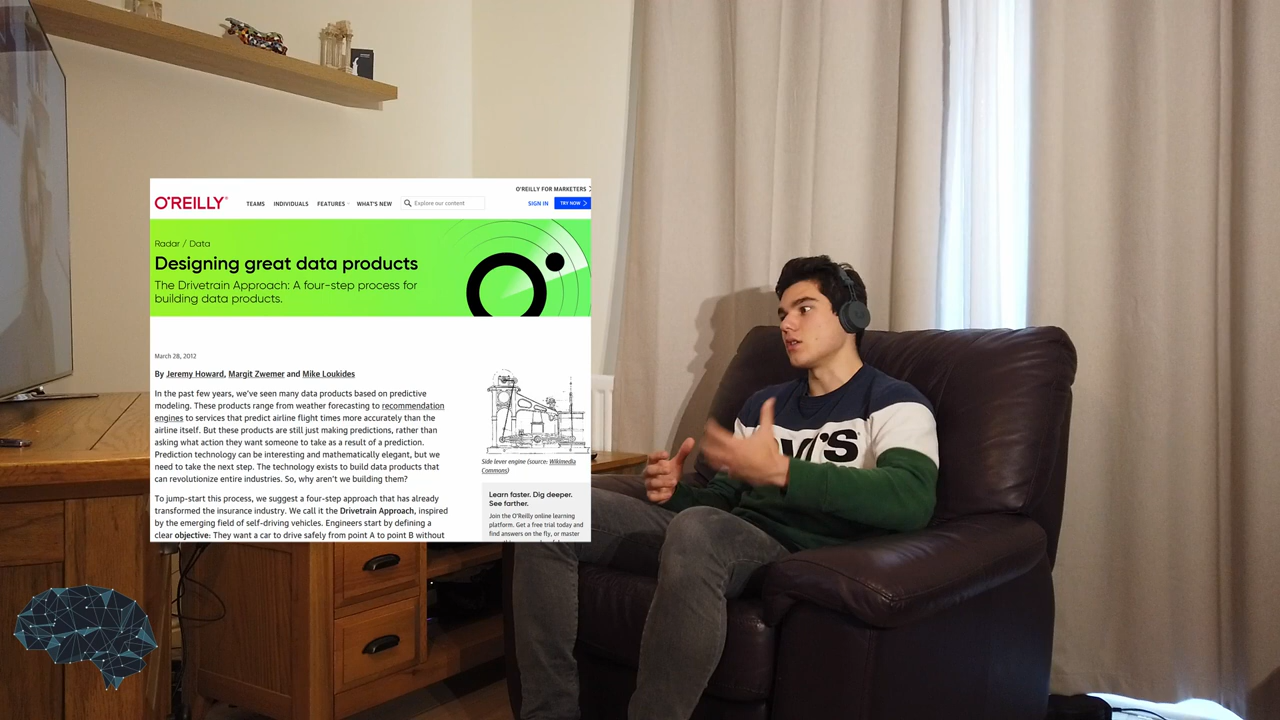 O'REILLY FOR MARKETERS
O'REILLY®
TEAMS INDIVIDUALS FEATURES WHAT'S NEW Explore our content SIGN IN TRY NOW
Radar / Data
Designing great data products
The Drivetrain Approach: A four-step process for
building data products.
March 28, 2012
By Jeremy Howard, Margit Zwemer and Mike Loukides
In the past few years, we've seen many data products based on predictive
modeling. These products range from weather forecasting to recommendation
engines to services that predict airline flight times more accurately than the
airline itself. But these products are still just making predictions, rather than
asking what action they want someone to take as a result of a prediction.
Prediction technology can be interesting and mathematically elegant, but we
need to take the next step. The technology exists to build data products that
can revolutionize entire industries. So, why aren't we building them?
To jump-start this process, we suggest a four-step approach that has already
transformed the insurance industry. We call it the Drivetrain Approach, inspired
by the emerging field of self-driving vehicles. Engineers start by defining a
clear objective: They want a car to drive safely from point A to point B without
Side lever engine (source: Wikimedia
Commons)
Learn faster. Dig deeper.
See farther.
Join the O'Reilly online learning
platform. Get a free trial today and
find answers on the fly, or master